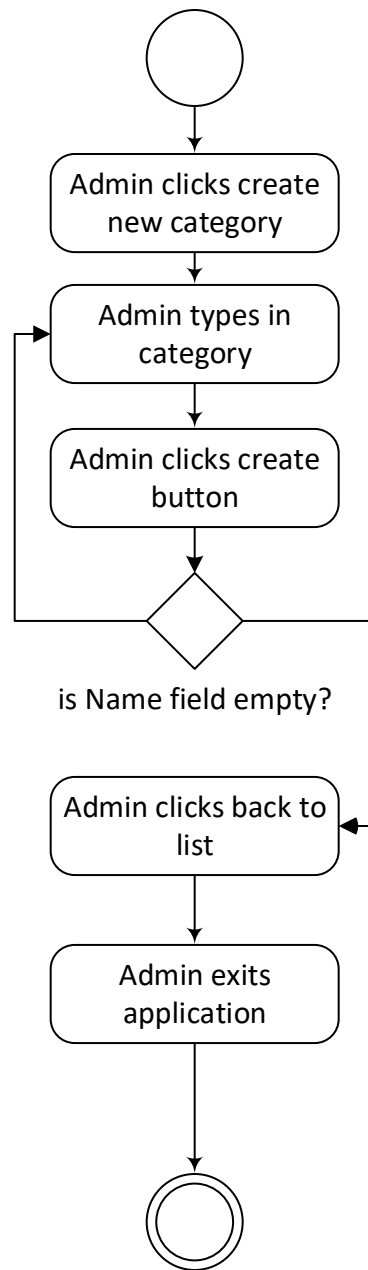 Admin clicks create
new category
Admin types in
category
Admin clicks create
button
is Name field empty?
Admin clicks back to
list
Admin exits
application